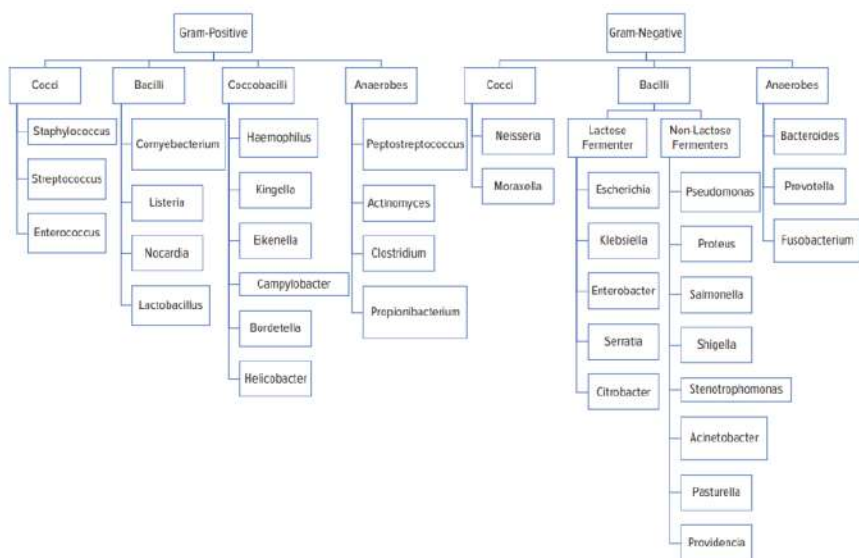 Gram-Positive
Cocci
Staphylococcus
Streptococcus
Enterococcus
Bacilli
Cornyebacterium
Listeria
Nocardia
Lactobacillus
Coccobacilli
Haemophilus
Kingella
Eikenella
Campylobacter
Bordetella
Helicobacter
Anaerobes
Peptostreptococcus
Actinomyces
Clostridium
Propionibacterium
Gram-Negative
Cocci
Neisseria
Moraxella
Bacilli
Lactose
Fermenter
Escherichia
Klebsiella
Enterobacter
Serratia
Citrobacter
Non-Lactose
Fermenters
Pseudomonas
Proteus
Salmonella
Shigella
Stenotrophomonas
Acinetobacter
Pasturella
Providencia
Anaerobes
Bacteroides
Prevotella
Fusobacterium